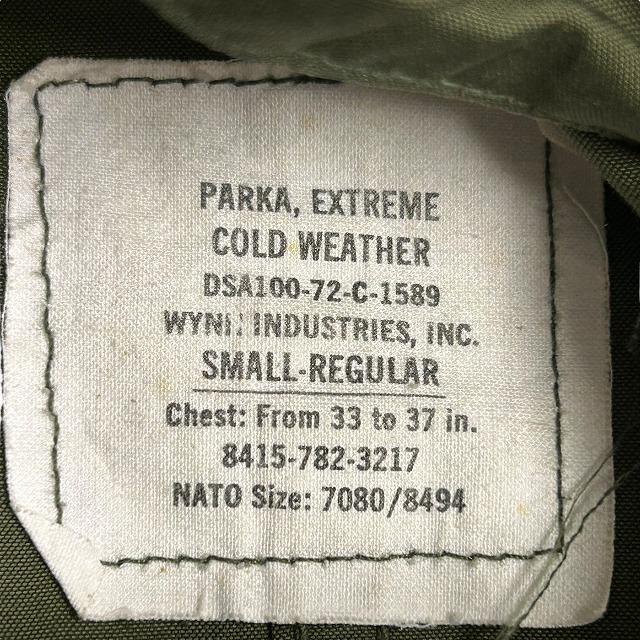 PARKA, EXTREME
COLD WEATHER
DSA100-72-C-1589
INDUSTRIES, INC.
SMALL-REGULAR
Chest: From 33 to 37 in.
8415-782-3217
NATO Size: 7080/8494